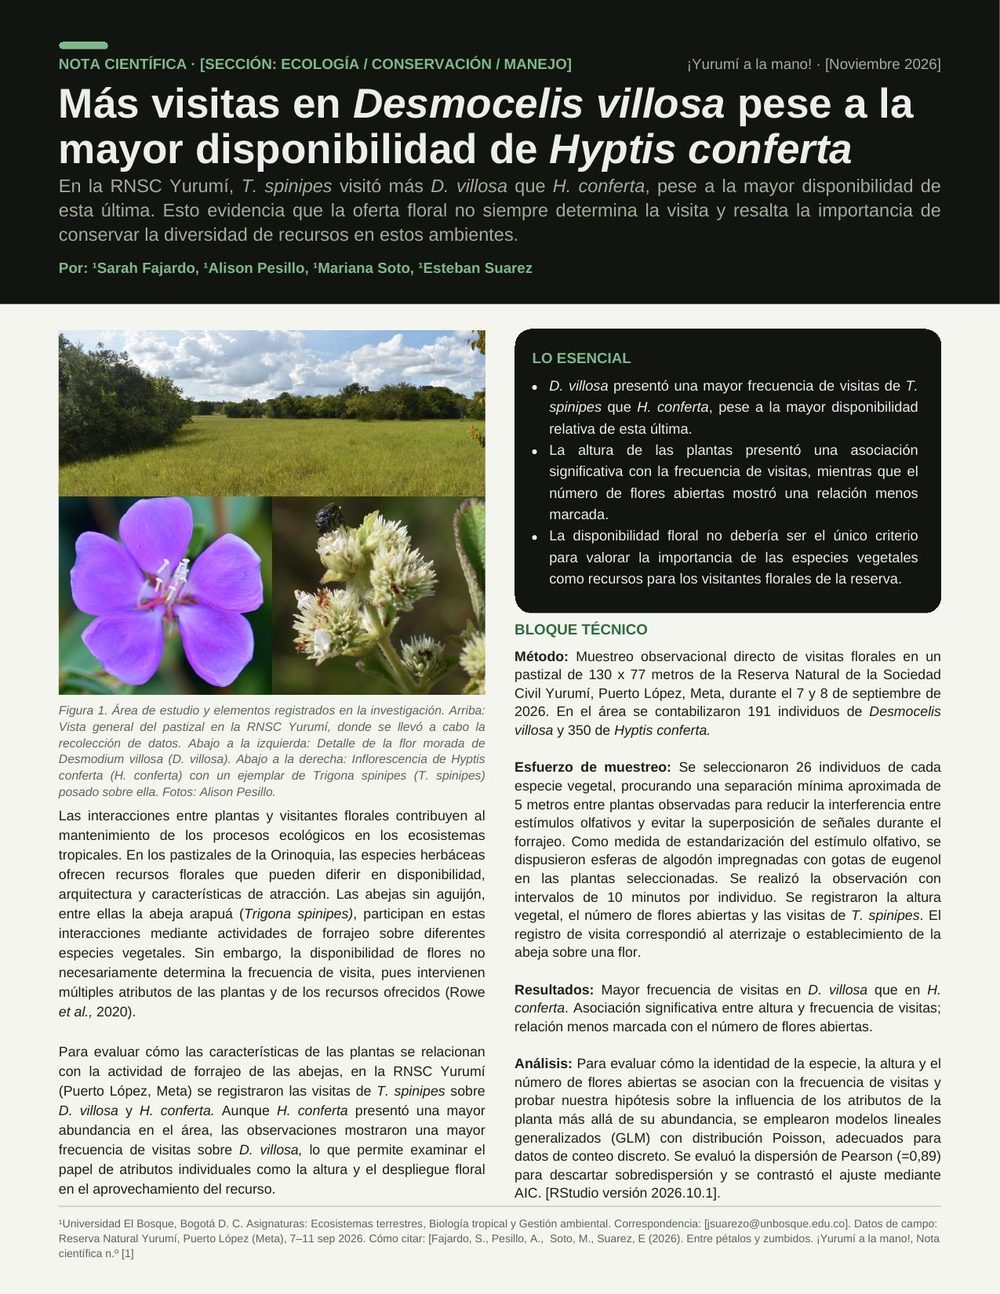 NOTA CIENTÍFICA · [SECCIÓN: ECOLOGÍA / CONSERVACIÓN / MANEJO]
¡Yurumí a la mano! · [Noviembre 2026]
Más visitas en Desmocelis villosa pese a la
mayor disponibilidad de Hyptis conferta
En la RNSC Yurumí, T. spinipes visitó más D. villosa que H. conferta, pese a la mayor disponibilidad de
esta última. Esto evidencia que la oferta floral no siempre determina la visita y resalta la importancia de
conservar la diversidad de recursos en estos ambientes.
Por: ¹Sarah Fajardo, ¹Alison Pesillo, ¹Mariana Soto, ¹Esteban Suarez
Figura 1. Área de estudio y elementos registrados en la investigación. Arriba:
Vista general del pastizal en la RNSC Yurumí, donde se llevó a cabo la
recolección de datos. Abajo a la izquierda: Detalle de la flor morada de
Desmodium villosa (D. villosa). Abajo a la derecha: Inflorescencia de Hyptis
conferta (H. conferta) con un ejemplar de Trigona spinipes (T. spinipes)
posado sobre ella. Fotos: Alison Pesillo.
Las interacciones entre plantas y visitantes florales contribuyen al
mantenimiento de los procesos ecológicos en los ecosistemas
tropicales. En los pastizales de la Orinoquia, las especies herbáceas
ofrecen recursos florales que pueden diferir en disponibilidad,
arquitectura y características de atracción. Las abejas sin aguijón,
entre ellas la abeja arapuá (Trigona spinipes), participan en estas
interacciones mediante actividades de forrajeo sobre diferentes
especies vegetales. Sin embargo, la disponibilidad de flores no
necesariamente determina la frecuencia de visita, pues intervienen
múltiples atributos de las plantas y de los recursos ofrecidos (Rowe
et al., 2020).
Para evaluar cómo las características de las plantas se relacionan
con la actividad de forrajeo de las abejas, en la RNSC Yurumí
(Puerto López, Meta) se registraron las visitas de T. spinipes sobre
D. villosa y H. conferta. Aunque H. conferta presentó una mayor
abundancia en el área, las observaciones mostraron una mayor
frecuencia de visitas sobre D. villosa, lo que permite examinar el
papel de atributos individuales como la altura y el despliegue floral
en el aprovechamiento del recurso.
LO ESENCIAL
• D. villosa presentó una mayor frecuencia de visitas de T.
spinipes que H. conferta, pese a la mayor disponibilidad
relativa de esta última.
• La altura de las plantas presentó una asociación
significativa con la frecuencia de visitas, mientras que el
número de flores abiertas mostró una relación menos
marcada.
• La disponibilidad floral no debería ser el único criterio
para valorar la importancia de las especies vegetales
como recursos para los visitantes florales de la reserva.
BLOQUE TÉCNICO
Método: Muestreo observacional directo de visitas florales en un
pastizal de 130 x 77 metros de la Reserva Natural de la Sociedad
Civil Yurumí, Puerto López, Meta, durante el 7 y 8 de septiembre de
2026. En el área se contabilizaron 191 individuos de Desmocelis
villosa y 350 de Hyptis conferta.
Esfuerzo de muestreo: Se seleccionaron 26 individuos de cada
especie vegetal, procurando una separación mínima aproximada de
5 metros entre plantas observadas para reducir la interferencia entre
estímulos olfativos y evitar la superposición de señales durante el
forrajeo. Como medida de estandarización del estímulo olfativo, se
dispusieron esferas de algodón impregnadas con gotas de eugenol
en las plantas seleccionadas. Se realizó la observación con
intervalos de 10 minutos por individuo. Se registraron la altura
vegetal, el número de flores abiertas y las visitas de T. spinipes. El
registro de visita correspondió al aterrizaje o establecimiento de la
abeja sobre una flor.
Resultados: Mayor frecuencia de visitas en D. villosa que en H.
conferta. Asociación significativa entre altura y frecuencia de visitas;
relación menos marcada con el número de flores abiertas.
Análisis: Para evaluar cómo la identidad de la especie, la altura y el
número de flores abiertas se asocian con la frecuencia de visitas y
probar nuestra hipótesis sobre la influencia de los atributos de la
planta más allá de su abundancia, se emplearon modelos lineales
generalizados (GLM) con distribución Poisson, adecuados para
datos de conteo discreto. Se evaluó la dispersión de Pearson (=0,89)
para descartar sobredispersión y se contrastó el ajuste mediante
AIC. [RStudio versión 2026.10.1].
¹Universidad El Bosque, Bogotá D. C. Asignaturas: Ecosistemas terrestres, Biología tropical y Gestión ambiental. Correspondencia: [jsuarezo@unbosque.edu.co]. Datos de campo:
Reserva Natural Yurumí, Puerto López (Meta), 7–11 sep 2026. Cómo citar: [Fajardo, S., Pesillo, A., Soto, M., Suarez, E (2026). Entre pétalos y zumbidos. ¡Yurumí a la mano!, Nota
científica n.º [1]